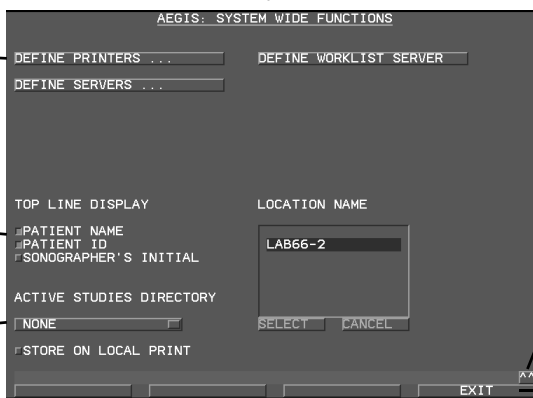 AEGIS: SYSTEM WIDE FUNCTIONS
DEFINE PRINTERS ...
DEFINE WORKLIST SERVER
DEFINE SERVERS ...
TOP LINE DISPLAY
LOCATION NAME
PATIENT NAME
PATIENT ID
SONOGRAPHER'S INITIAL
LAB66-2
ACTIVE STUDIES DIRECTORY
NONE
SELECT
CANCEL
STORE ON LOCAL PRINT
^^
EXIT